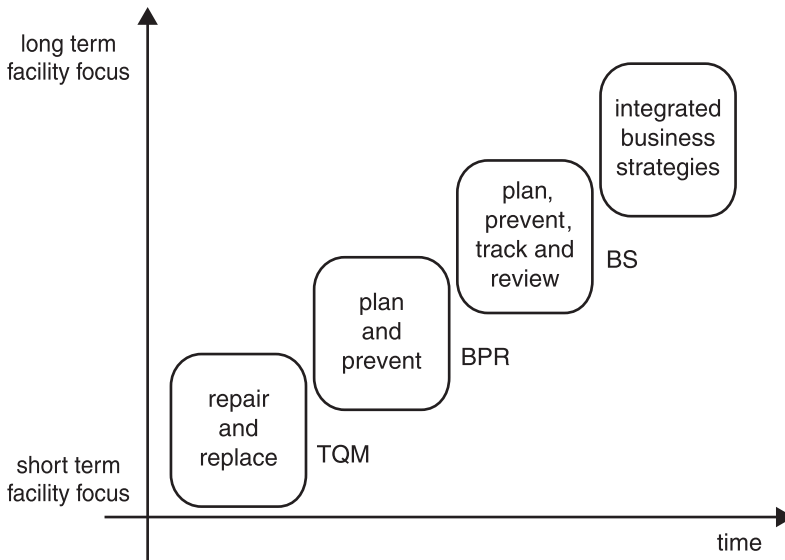 long term
facility focus
integrated
business
strategies
plan,
prevent,
track and
review
BS
plan
and
prevent
BPR
repair
and
replace
TQM
short term
facility focus
time